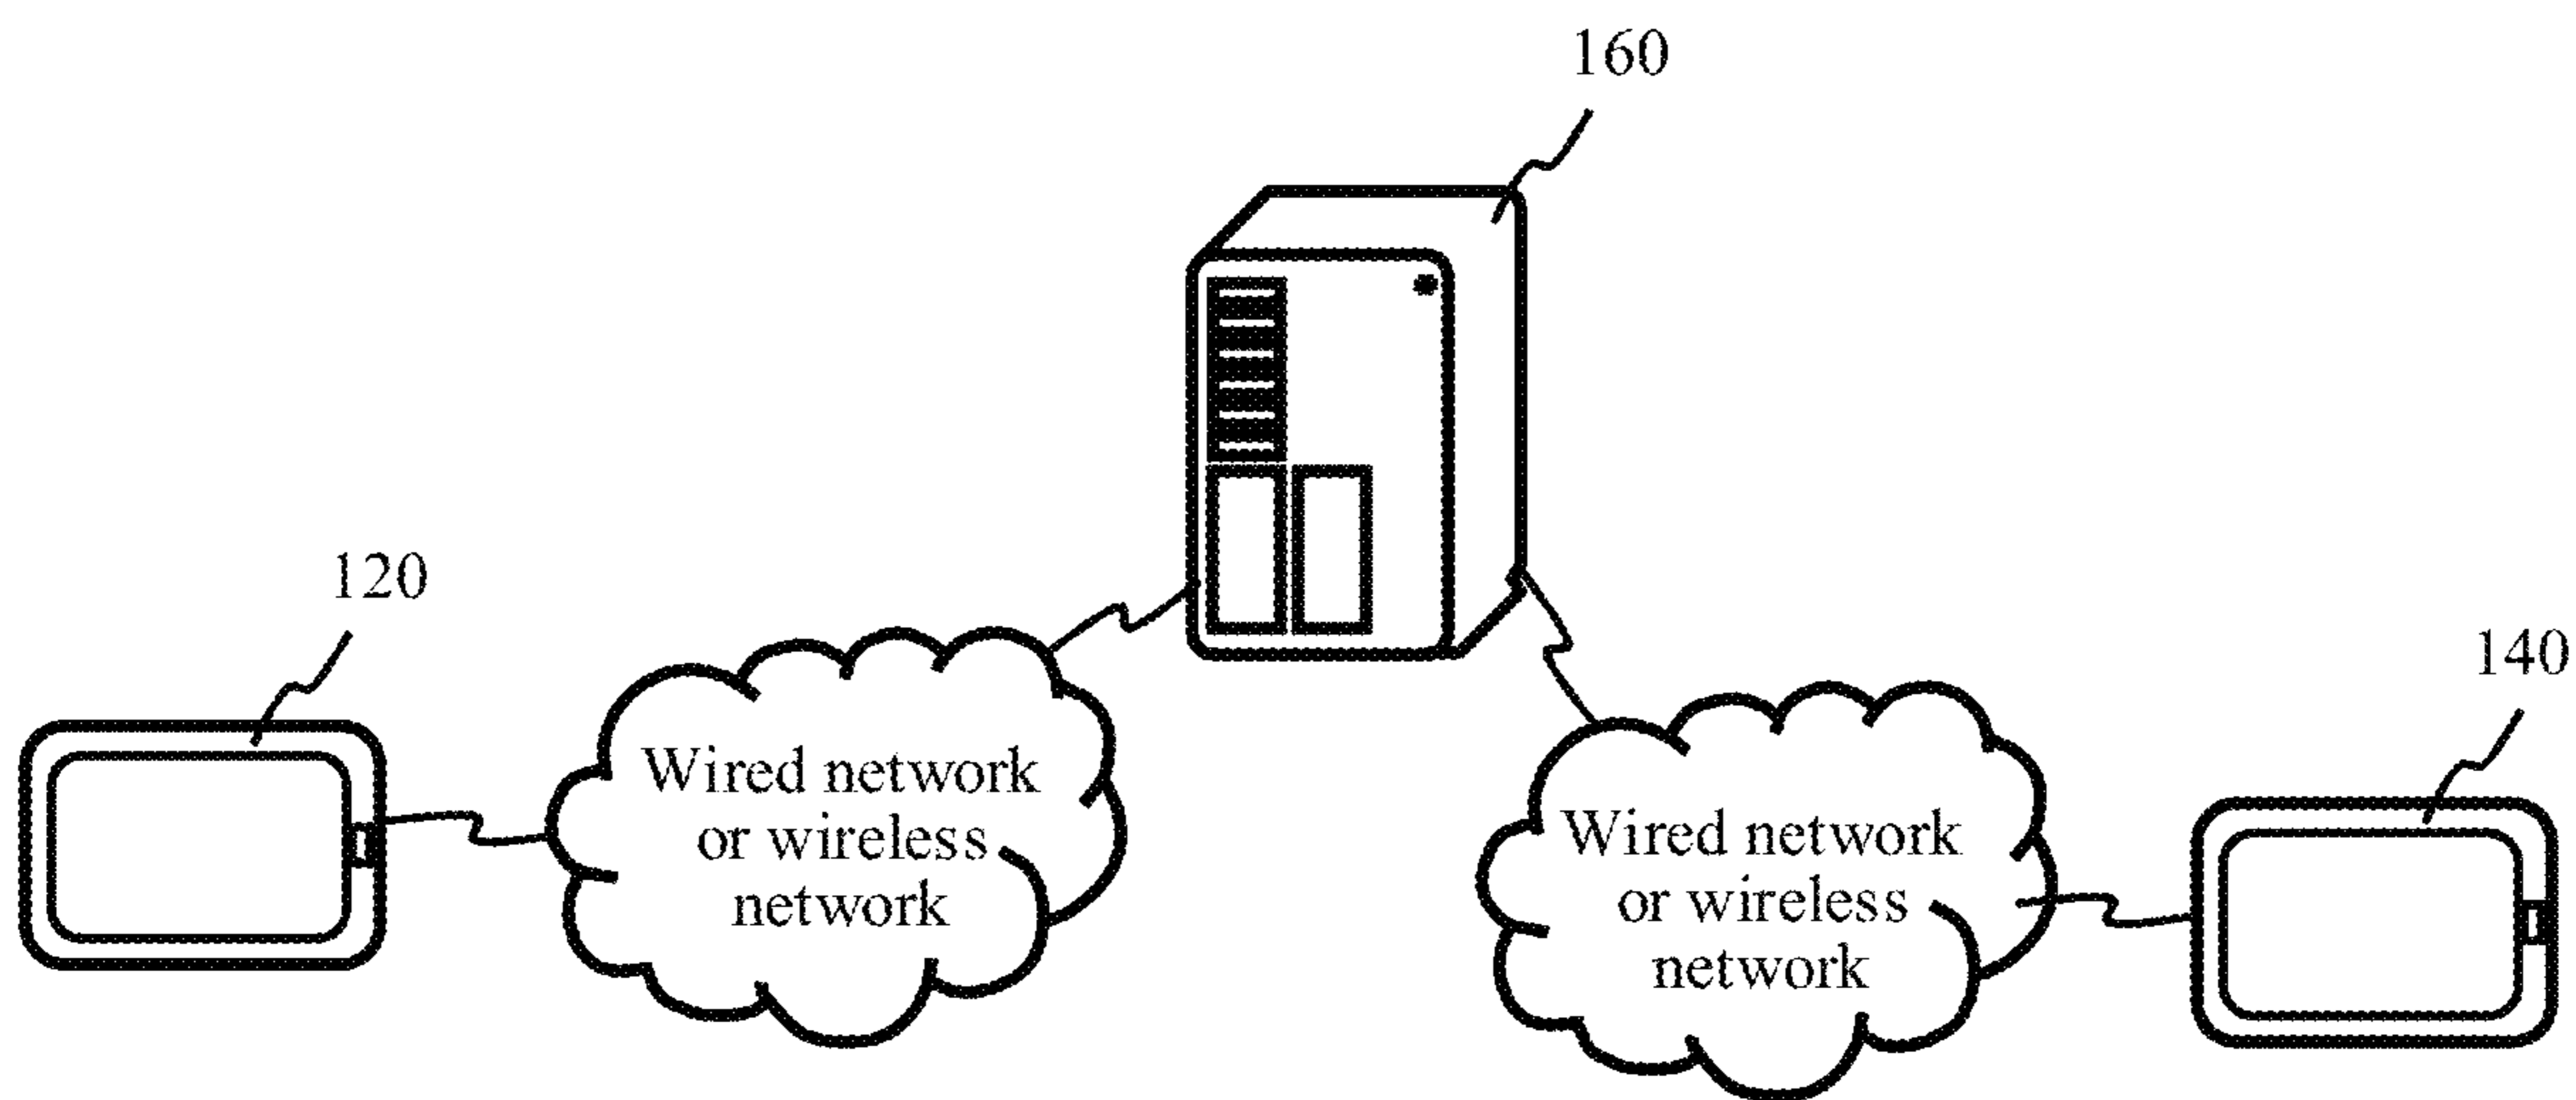 160
120
140
Wired network
or wireless
network
Wired network
or wireless
network